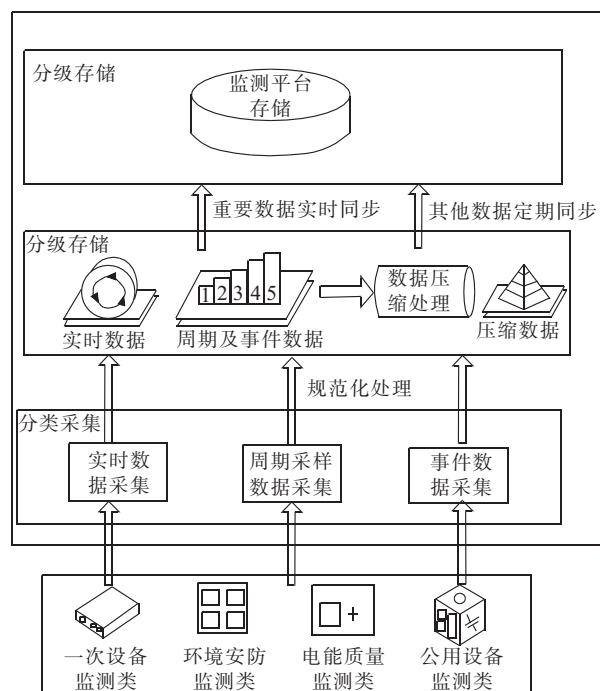 分级存储
监测平台
存储
重要数据实时同步
其他数据定期同步
分级存储
1 2 3 4 5
数据压
缩处理
实时数据
周期及事件数据
压缩数据
规范化处理
分类采集
实时数
据采集
周期采样
数据采集
事件数
据采集
一次设备
监测类
环境安防
监测类
电能质量
监测类
公用设备
监测类